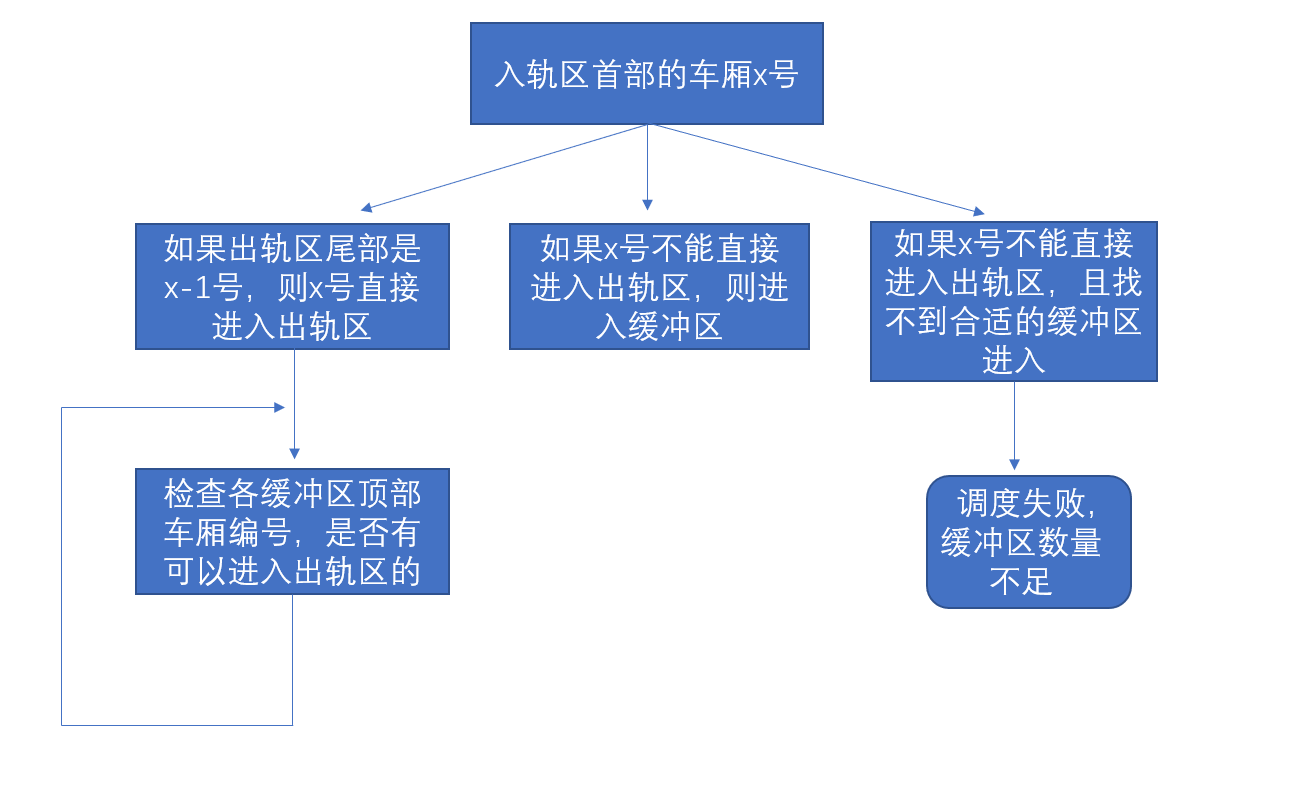 入轨区首部的车厢x号
如果出轨区尾部是
x-1号，则x号直接
进入出轨区
如果x号不能直接
进入出轨区，则进
入缓冲区
如果x号不能直接
进入出轨区，且找
不到合适的缓冲区
进入
检查各缓冲区顶部
车厢编号，是否有
可以进入出轨区的
调度失败，
缓冲区数量
不足